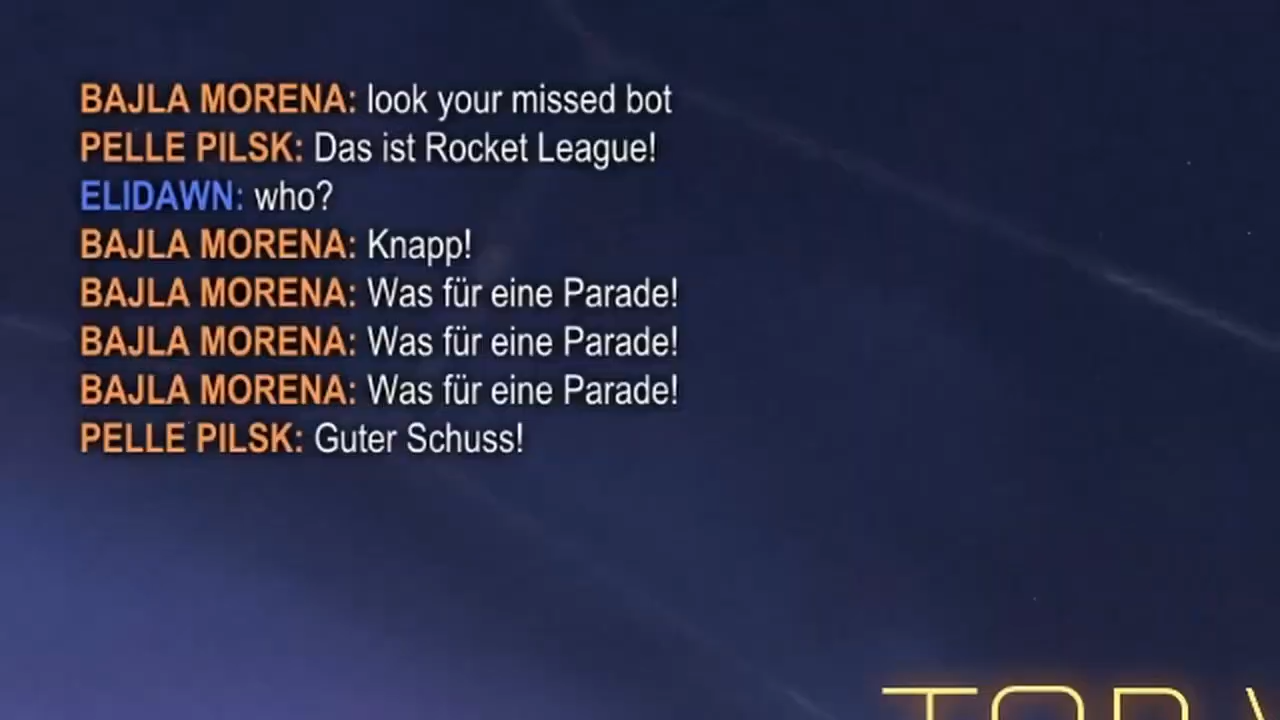 BAJLA MORENA: look your missed bot
PELLE PILSK: Das ist Rocket League!
ELIDAWN: who?
BAJLA MORENA: Knapp!
BAJLA MORENA: Was für eine Parade!
BAJLA MORENA: Was für eine Parade!
BAJLA MORENA: Was für eine Parade!
PELLE PILSK: Guter Schuss!
TOR